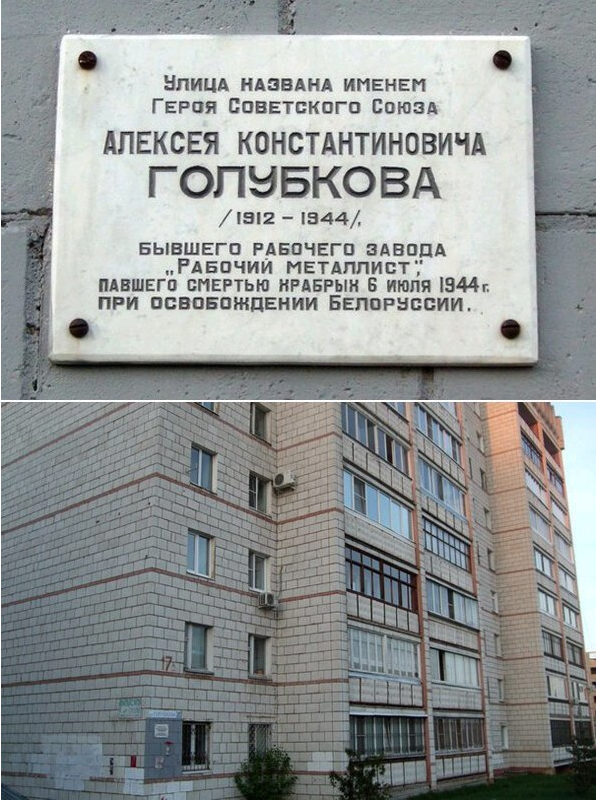 Улица названа именем
Героя Советского Союза
АЛЕКСЕЯ КОНСТАНТИНОВИЧА
ГОЛУБКОВА
/1912 – 1944/,
бывшего рабочего завода
„Рабочий металлист“,
павшего смертью храбрых 6 июля 1944 г.
при освобождении Белоруссии.
17